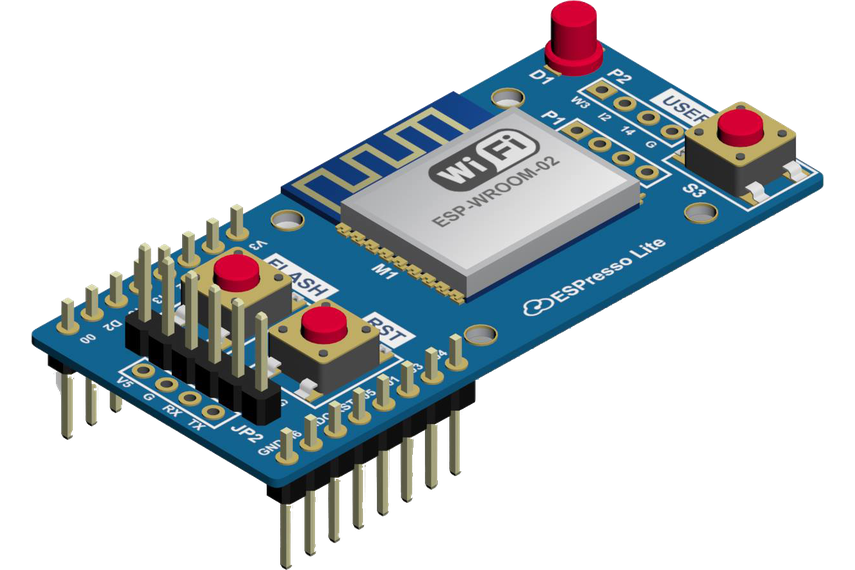 D1
P2
USER
W3
I2
14
G
P1
S3
Wi Fi
ESP-WROOM-02
ESPresso Lite
M1
V3
FLASH
RST
D2
00
V5
G
RX
TX
JP2
GND